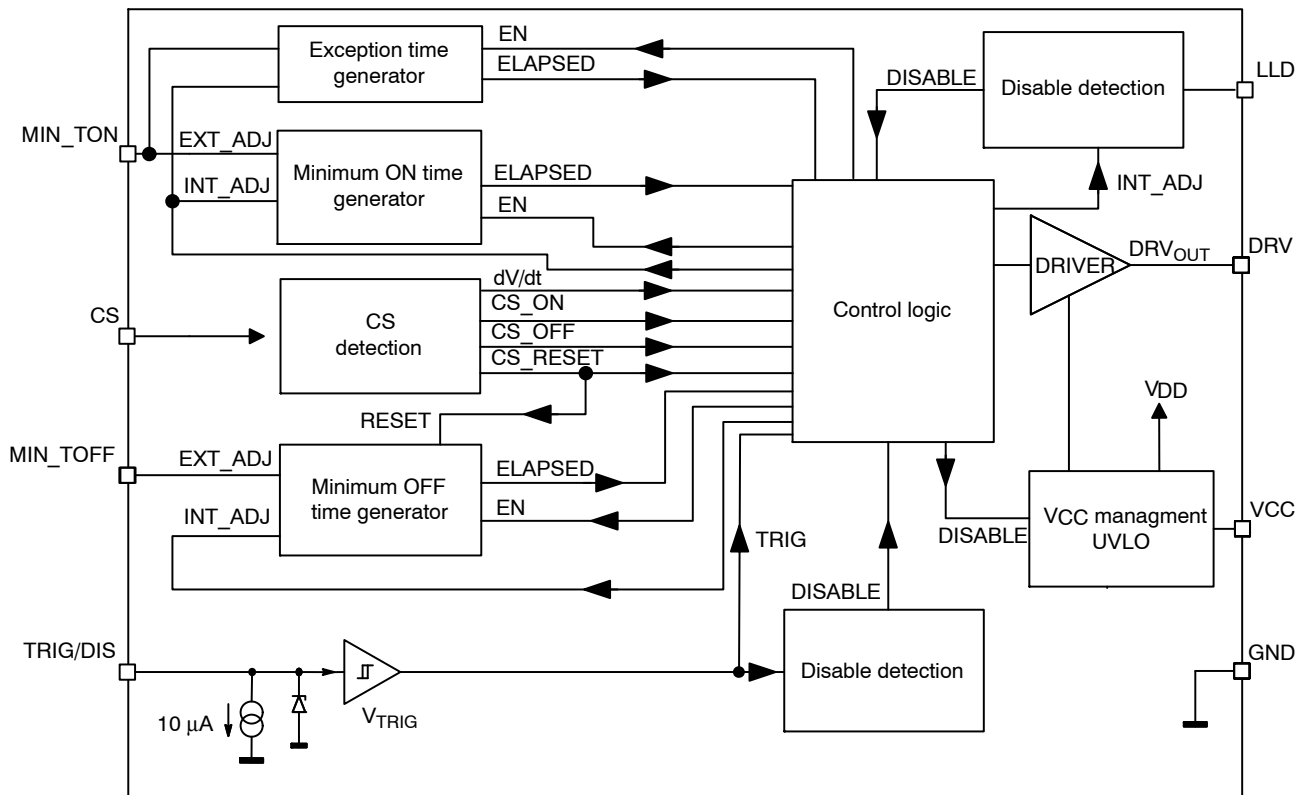 EN
Exception time
generator
ELAPSED
DISABLE
Disable detection
LLD
MIN_TON
EXT_ADJ
Minimum ON time
generator
ELAPSED
INT_ADJ
EN
INT_ADJ
dV/dt
DRIVER
DRVOUT
DRV
CS
CS
detection
CS_ON
CS_OFF
CS_RESET
Control logic
RESET
VDD
MIN_TOFF
EXT_ADJ
Minimum OFF
time generator
ELAPSED
INT_ADJ
EN
TRIG
DISABLE
VCC managment
UVLO
VCC
DISABLE
TRIG/DIS
Disable detection
GND
10 μA
VTRIG